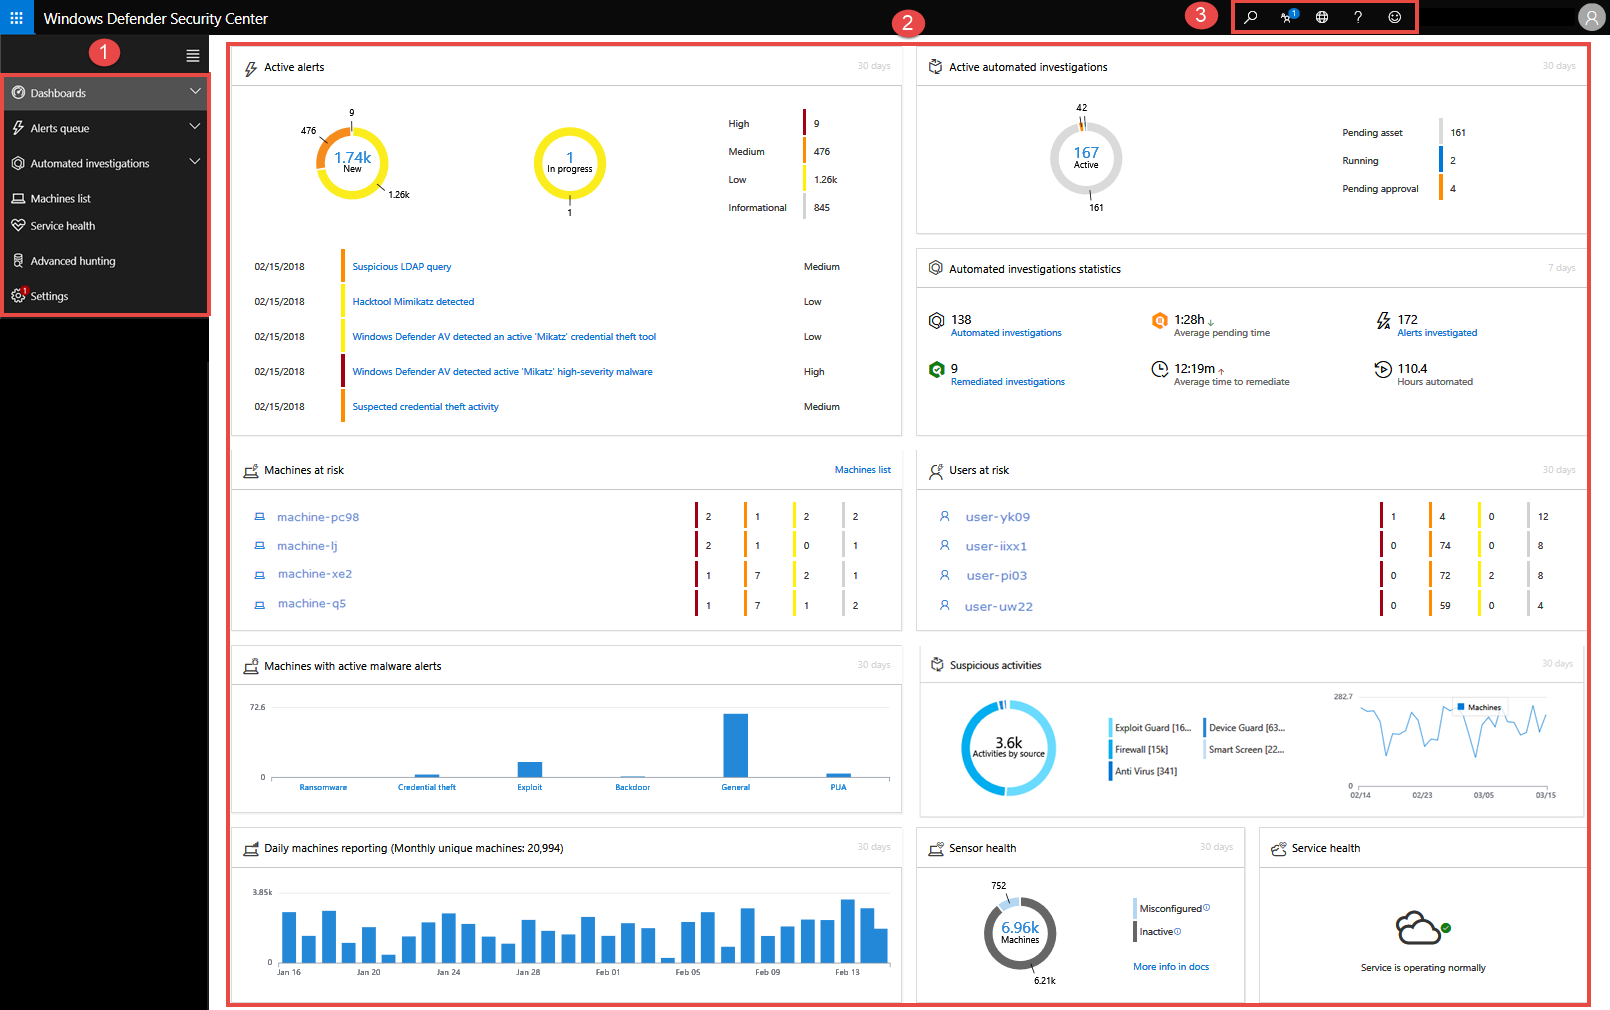 Windows Defender Security Center
1
2
3
1
Dashboards
Alerts queue
Automated investigations
Machines list
Service health
Advanced hunting
1
Settings
Active alerts
30 days
9
476
1.74k
New
1.26k
1
In progress
1
High 9
Medium 476
Low 1.26k
Informational 845
02/15/2018 Suspicious LDAP query Medium
02/15/2018 Hacktool Mimikatz detected Low
02/15/2018 Windows Defender AV detected an active 'Mikatz' credential theft tool Low
02/15/2018 Windows Defender AV detected active 'Mikatz' high-severity malware High
02/15/2018 Suspected credential theft activity Medium
Active automated investigations
30 days
42
167
Active
161
Pending asset 161
Running 2
Pending approval 4
Automated investigations statistics
7 days
138
Automated investigations
1:28h ↓
Average pending time
172
Alerts investigated
9
Remediated investigations
12:19m ↑
Average time to remediate
110.4
Hours automated
Machines at risk
Machines list
machine-pc98 2 1 2 2
machine-lj 2 1 0 1
machine-xe2 1 7 2 1
machine-q5 1 7 1 2
Users at risk
30 days
user-yk09 1 4 0 12
user-iixx1 0 74 0 8
user-pi03 0 72 2 8
user-uw22 0 59 0 4
Machines with active malware alerts
30 days
72.6
0
Ransomware Credential theft Exploit Backdoor General PUA
Suspicious activities
30 days
3.6k
Activities by source
Exploit Guard [16... Device Guard [63...
Firewall [15k] Smart Screen [22...
Anti Virus [341]
282.7
Machines
0
02/14 02/23 03/05 03/15
Daily machines reporting (Monthly unique machines: 20,994)
30 days
3.85k
0
Jan 16 Jan 20 Jan 24 Jan 28 Feb 01 Feb 05 Feb 09 Feb 13
Sensor health
30 days
752
6.96k
Machines
6.21k
Misconfigured
Inactive
More info in docs
Service health
Service is operating normally